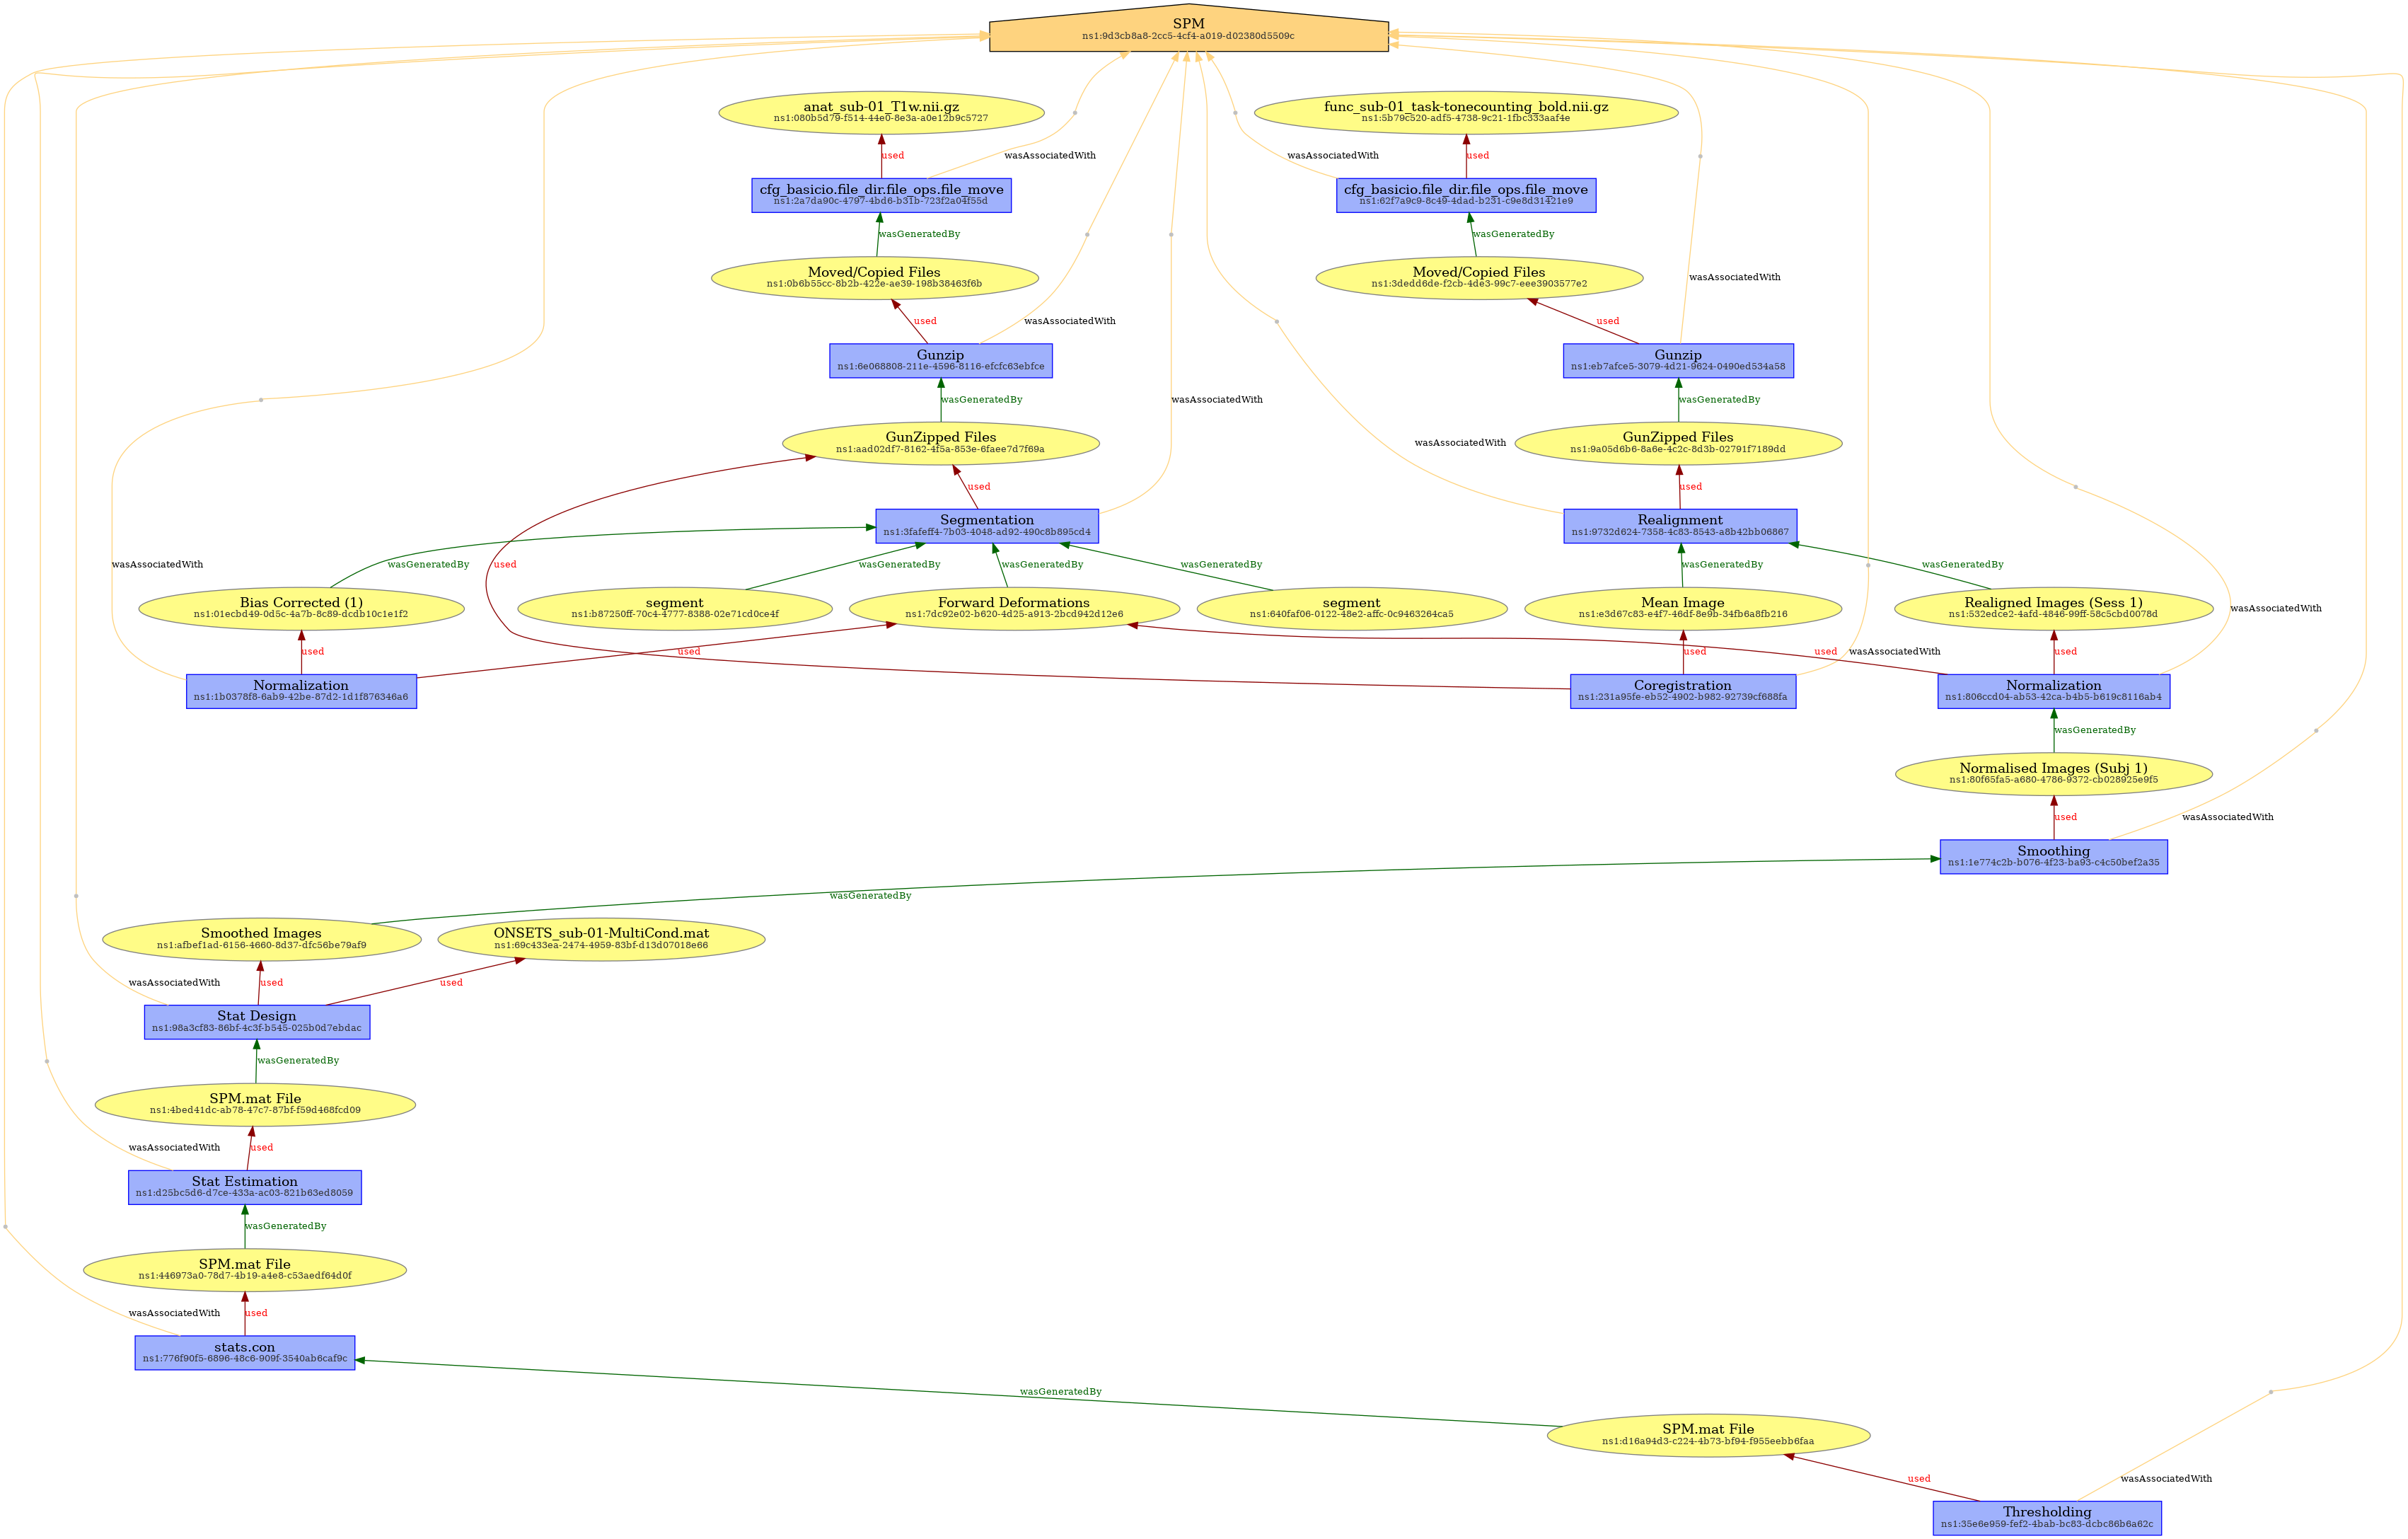 SPM
ns1:9d3cb8a8-2cc5-4cf4-a019-d02380d5509c
anat_sub-01_T1w.nii.gz
ns1:080b5d79-f514-44e0-8e3a-a0e12b9c5727
func_sub-01_task-tonecounting_bold.nii.gz
ns1:5b79c520-adf5-4738-9c21-1fbc333aaf4e
used
wasAssociatedWith
wasAssociatedWith
used
cfg_basicio.file_dir.file_ops.file_move
ns1:2a7da90c-4797-4bd6-b31b-723f2a04f55d
cfg_basicio.file_dir.file_ops.file_move
ns1:62f7a9c9-8c49-4dad-b231-c9e8d31421e9
wasGeneratedBy
wasGeneratedBy
Moved/Copied Files
ns1:0b6b55cc-8b2b-422e-ae39-198b38463f6b
Moved/Copied Files
ns1:3dedd6de-f2cb-4de3-99c7-eee3903577e2
wasAssociatedWith
used
wasAssociatedWith
used
Gunzip
ns1:6e068808-211e-4596-8116-efcfc63ebfce
Gunzip
ns1:eb7afce5-3079-4d21-9624-0490ed534a58
wasGeneratedBy
wasAssociatedWith
wasGeneratedBy
GunZipped Files
ns1:aad02df7-8162-4f5a-853e-6faee7d7f69a
wasAssociatedWith
GunZipped Files
ns1:9a05d6b6-8a6e-4c2c-8d3b-02791f7189dd
used
used
Segmentation
ns1:3fafeff4-7b03-4048-ad92-490c8b895cd4
Realignment
ns1:9732d624-7358-4c83-8543-a8b42bb06867
wasAssociatedWith
wasGeneratedBy
used
wasGeneratedBy
wasGeneratedBy
wasGeneratedBy
wasGeneratedBy
wasGeneratedBy
Bias Corrected (1)
ns1:01ecbd49-0d5c-4a7b-8c89-dcdb10c1e1f2
segment
ns1:b87250ff-70c4-4777-8388-02e71cd0ce4f
Forward Deformations
ns1:7dc92e02-b620-4d25-a913-2bcd942d12e6
segment
ns1:640faf06-0122-48e2-affc-0c9463264ca5
Mean Image
ns1:e3d67c83-e4f7-46df-8e9b-34fb6a8fb216
Realigned Images (Sess 1)
ns1:532edce2-4afd-4846-99ff-58c5cbd0078d
wasAssociatedWith
used
used
used
used
wasAssociatedWith
used
Normalization
ns1:1b0378f8-6ab9-42be-87d2-1d1f876346a6
Coregistration
ns1:231a95fe-eb52-4902-b982-92739cf688fa
Normalization
ns1:806ccd04-ab53-42ca-b4b5-b619c8116ab4
wasGeneratedBy
Normalised Images (Subj 1)
ns1:80f65fa5-a680-4786-9372-cb028925e9f5
used
wasAssociatedWith
Smoothing
ns1:1e774c2b-b076-4f23-ba93-c4c50bef2a35
wasGeneratedBy
Smoothed Images
ns1:afbef1ad-6156-4660-8d37-dfc56be79af9
ONSETS_sub-01-MultiCond.mat
ns1:69c433ea-2474-4959-83bf-d13d07018e66
wasAssociatedWith
used
used
Stat Design
ns1:98a3cf83-86bf-4c3f-b545-025b0d7ebdac
wasGeneratedBy
SPM.mat File
ns1:4bed41dc-ab78-47c7-87bf-f59d468fcd09
wasAssociatedWith
used
Stat Estimation
ns1:d25bc5d6-d7ce-433a-ac03-821b63ed8059
wasGeneratedBy
SPM.mat File
ns1:446973a0-78d7-4b19-a4e8-c53aedf64d0f
wasAssociatedWith
used
stats.con
ns1:776f90f5-6896-48c6-909f-3540ab6caf9c
wasGeneratedBy
SPM.mat File
ns1:d16a94d3-c224-4b73-bf94-f955eebb6faa
used
wasAssociatedWith
Thresholding
ns1:35e6e959-fef2-4bab-bc83-dcbc86b6a62c